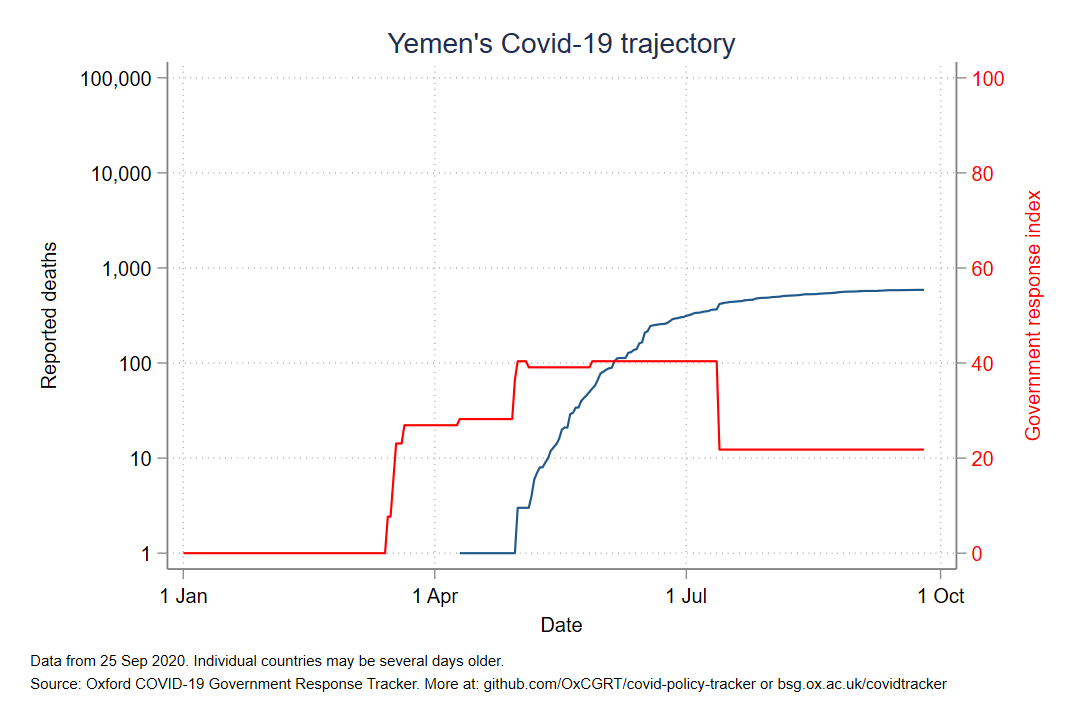 Yemen's Covid-19 trajectory
100,000
10,000
1,000
100
10
1
Reported deaths
100
80
60
40
20
0
Government response index
1 Jan
1 Apr
1 Jul
1 Oct
Date
Data from 25 Sep 2020. Individual countries may be several days older.
Source: Oxford COVID-19 Government Response Tracker. More at: github.com/OxCGRT/covid-policy-tracker or bsg.ox.ac.uk/covidtracker